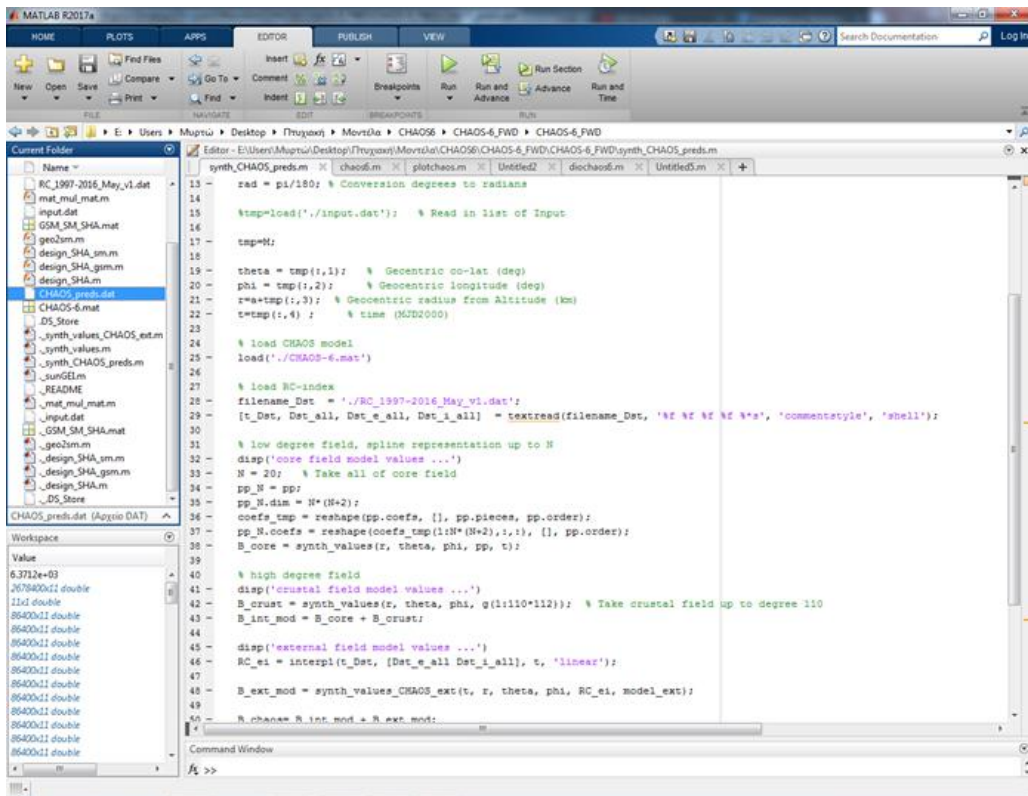 MATLAB R2017a
HOME PLOTS APPS EDITOR PUBLISH VIEW Search Documentation Log In
New Open Save Find Files Compare Print
Go To Find
Insert fx Comment Indent
Breakpoints Run Run and Advance Run Section Advance Run and Time
FILE NAVIGATE EDIT BREAKPOINTS RUN
E: Users Μυρτώ Desktop Πτυχιακή Μοντέλα CHAOS6 CHAOS-6_FWD CHAOS-6_FWD
Current Folder
Name
RC_1997-2016_May_v1.dat
mat_mul_mat.m
input.dat
GSM_SM_SHA.mat
geo2sm.m
design_SHA_sm.m
design_SHA_gsm.m
design_SHA.m
CHAOS_preds.dat
CHAOS-6.mat
.DS_Store
._synth_values_CHAOS_ext.m
._synth_values.m
._synth_CHAOS_preds.m
._sunGEI.m
._README
._mat_mul_mat.m
._input.dat
._GSM_SM_SHA.mat
._geo2sm.m
._design_SHA_sm.m
._design_SHA_gsm.m
._design_SHA.m
._.DS_Store
CHAOS_preds.dat (Αρχείο DAT)
Workspace
Value
6.3712e+03
2678400x11 double
11x1 double
86400x11 double
86400x11 double
86400x11 double
86400x11 double
86400x11 double
86400x11 double
86400x11 double
86400x11 double
86400x11 double
86400x11 double
86400x11 double
Editor - E:\Users\Μυρτώ\Desktop\Πτυχιακή\Μοντέλα\CHAOS6\CHAOS-6_FWD\CHAOS-6_FWD\synth_CHAOS_preds.m
synth_CHAOS_preds.m chaos6.m plotchaos.m Untitled2 diochaos6.m Untitled5.m +
13 - rad = pi/180; % Conversion degrees to radians
14
15 %tmp=load('./input.dat'); % Read in list of Input
16
17 - tmp=M;
18
19 - theta = tmp(:,1); % Gecentric co-lat (deg)
20 - phi = tmp(:,2); % Geocentric longitude (deg)
21 - r=a+tmp(:,3); % Geocentric radius from Altitude (km)
22 - t=tmp(:,4) ; % time (MJD2000)
23
24 % load CHAOS model
25 - load('./CHAOS-6.mat')
26
27 % load RC-index
28 - filename_Dst = './RC_1997-2016_May_v1.dat';
29 - [t_Dst, Dst_all, Dst_e_all, Dst_i_all] = textread(filename_Dst, '%f %f %f %f %*s', 'commentstyle', 'shell');
30
31 % low degree field, spline representation up to N
32 - disp('core field model values ...')
33 - N = 20; % Take all of core field
34 - pp_N = pp;
35 - pp_N.dim = N*(N+2);
36 - coefs_tmp = reshape(pp.coefs, [], pp.pieces, pp.order);
37 - pp_N.coefs = reshape(coefs_tmp(1:N*(N+2),:,:), [], pp.order);
38 - B_core = synth_values(r, theta, phi, pp, t);
39
40 % high degree field
41 - disp('crustal field model values ...')
42 - B_crust = synth_values(r, theta, phi, g(1:110*112)); % Take crustal field up to degree 110
43 - B_int_mod = B_core + B_crust;
44
45 - disp('external field model values ...')
46 - RC_ei = interp1(t_Dst, [Dst_e_all Dst_i_all], t, 'linear');
47
48 - B_ext_mod = synth_values_CHAOS_ext(t, r, theta, phi, RC_ei, model_ext);
49
50 - B_chaos= B_int_mod + B_ext_mod;
Command Window
fx >>